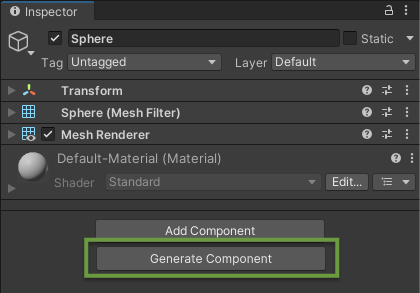 Inspector
Sphere
Static
Tag Untagged Layer Default
Transform
Sphere (Mesh Filter)
Mesh Renderer
Default-Material (Material)
Shader Standard Edit...
Add Component
Generate Component